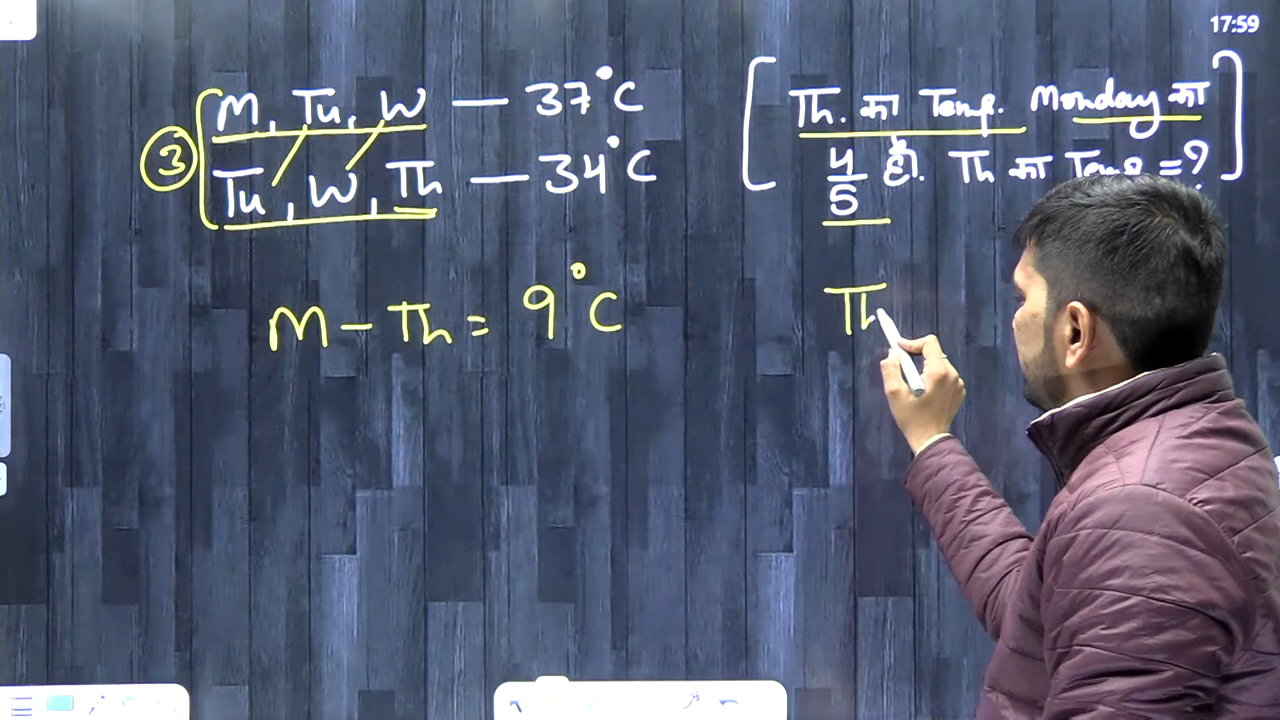 17:59
③ M, Tu, W — 37°C
Tu, W, Th — 34°C
[Th. का Temp. Monday का
4/5 हो. Th का Temp = ?]
M - Th = 9°C
Th